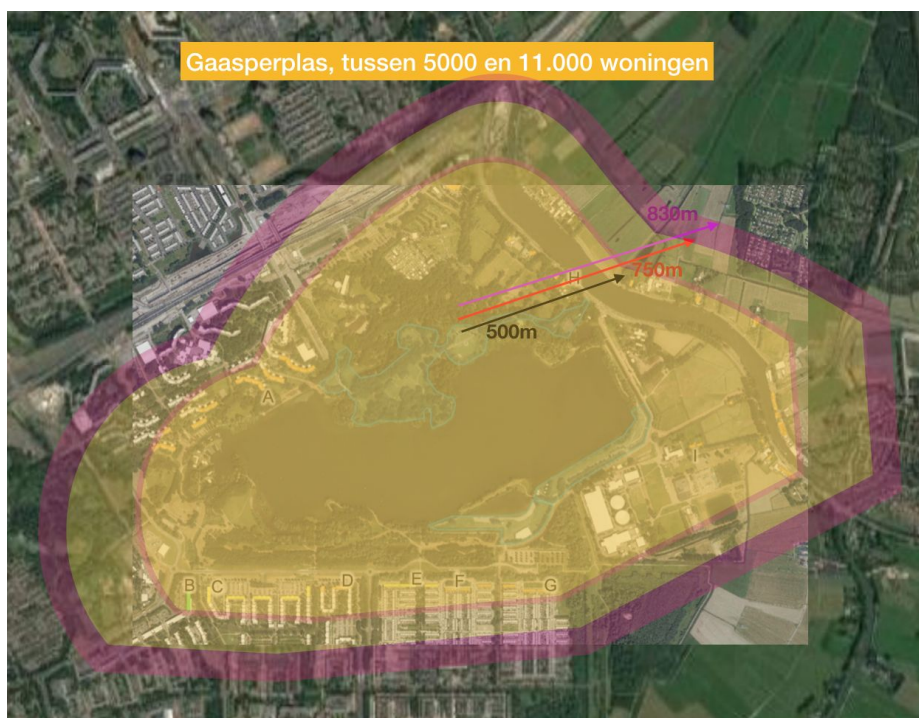 Gaasperplas, tussen 5000 en 11.000 woningen
830m
H
750m
500m
A
I
B
C
D
E
F
G